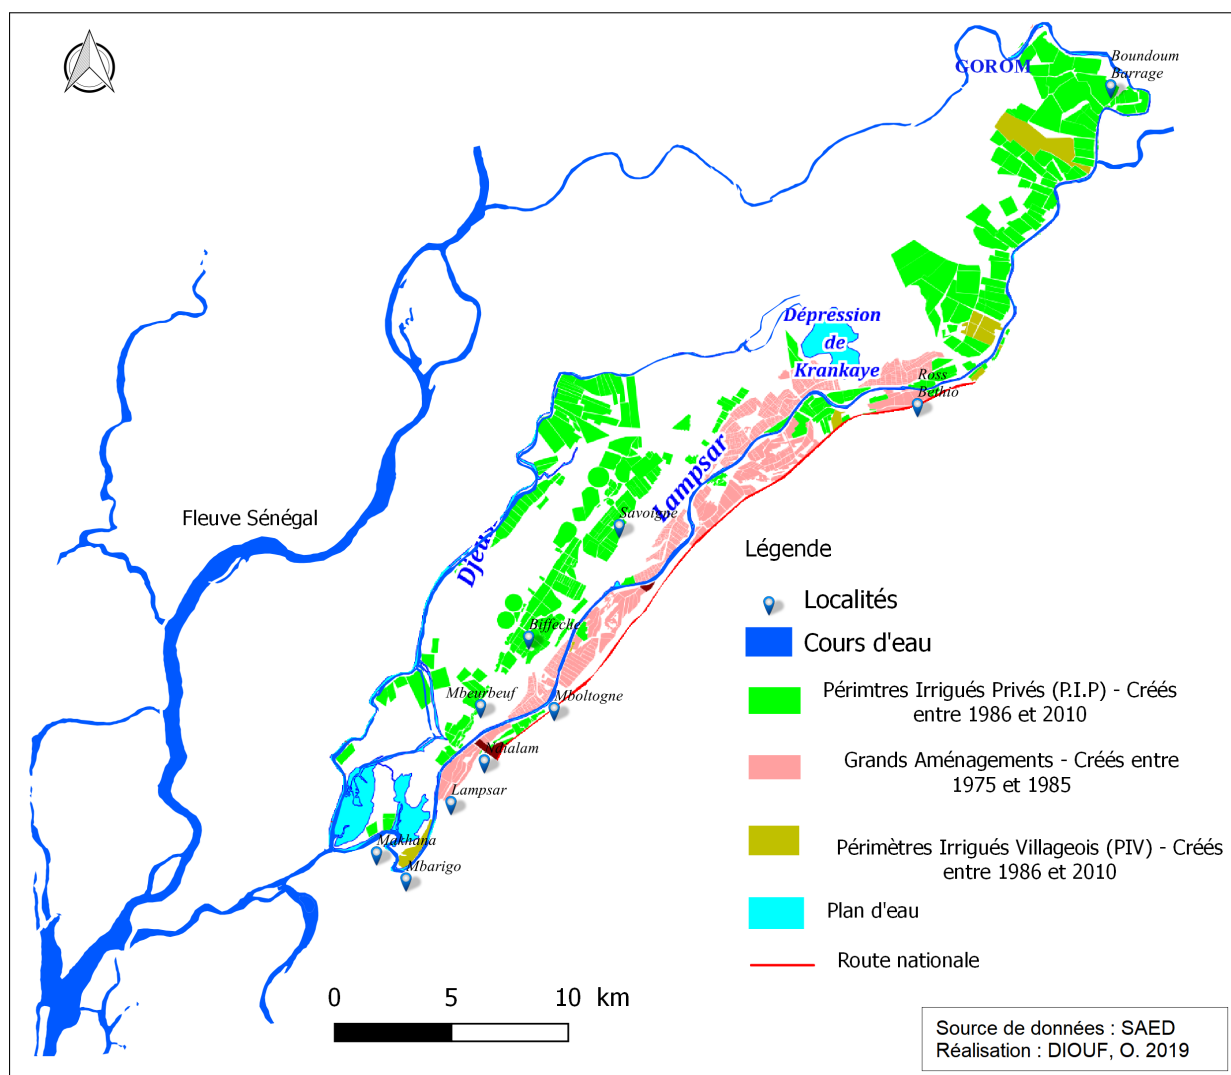 Boundoum
Barrage
GOROM
Dépression
de
Krankaye
Ross
Bethio
Lampsar
Savoigne
Fleuve Sénégal
Djeuss
Biffeche
Mbeurbeuf
Mboltogne
Ndialam
Lampsar
Makhana
Mbarigo
Légende
Localités
Cours d'eau
Périmtres Irrigués Privés (P.I.P) - Créés
entre 1986 et 2010
Grands Aménagements - Créés entre
1975 et 1985
Périmètres Irrigués Villageois (PIV) - Créés
entre 1986 et 2010
Plan d'eau
Route nationale
0 5 10 km
Source de données : SAED
Réalisation : DIOUF, O. 2019